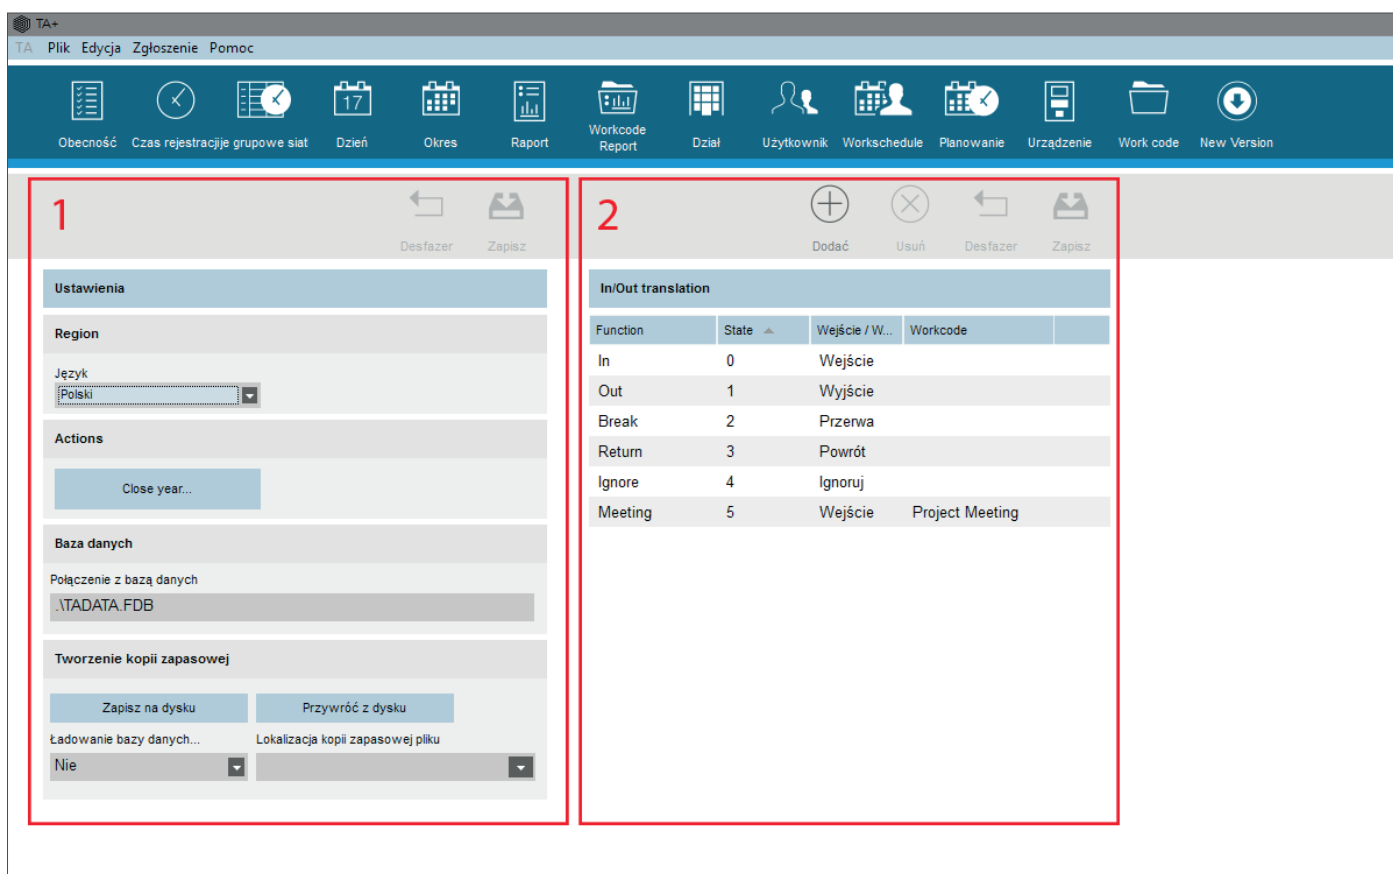 TA+
TA Plik Edycja Zgłoszenie Pomoc
Obecność Czas rejestracjije grupowe siat Dzień Okres Raport Workcode Report Dział Użytkownik Workschedule Planowanie Urządzenie Work code New Version
17
1
Desfazer Zapisz
Ustawienia
Region
Język
Polski
Actions
Close year...
Baza danych
Połączenie z bazą danych
.\TADATA.FDB
Tworzenie kopii zapasowej
Zapisz na dysku Przywróć z dysku
Ładowanie bazy danych... Lokalizacja kopii zapasowej pliku
Nie
2
Dodać Usuń Desfazer Zapisz
In/Out translation
Function State Wejście / W... Workcode
In 0 Wejście
Out 1 Wyjście
Break 2 Przerwa
Return 3 Powrót
Ignore 4 Ignoruj
Meeting 5 Wejście Project Meeting